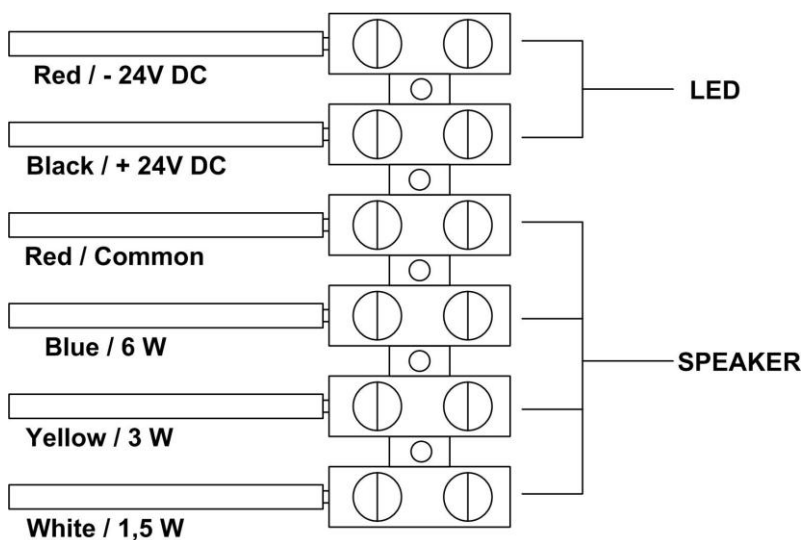 Red / - 24V DC
LED
Black / + 24V DC
Red / Common
Blue / 6 W
SPEAKER
Yellow / 3 W
White / 1,5 W